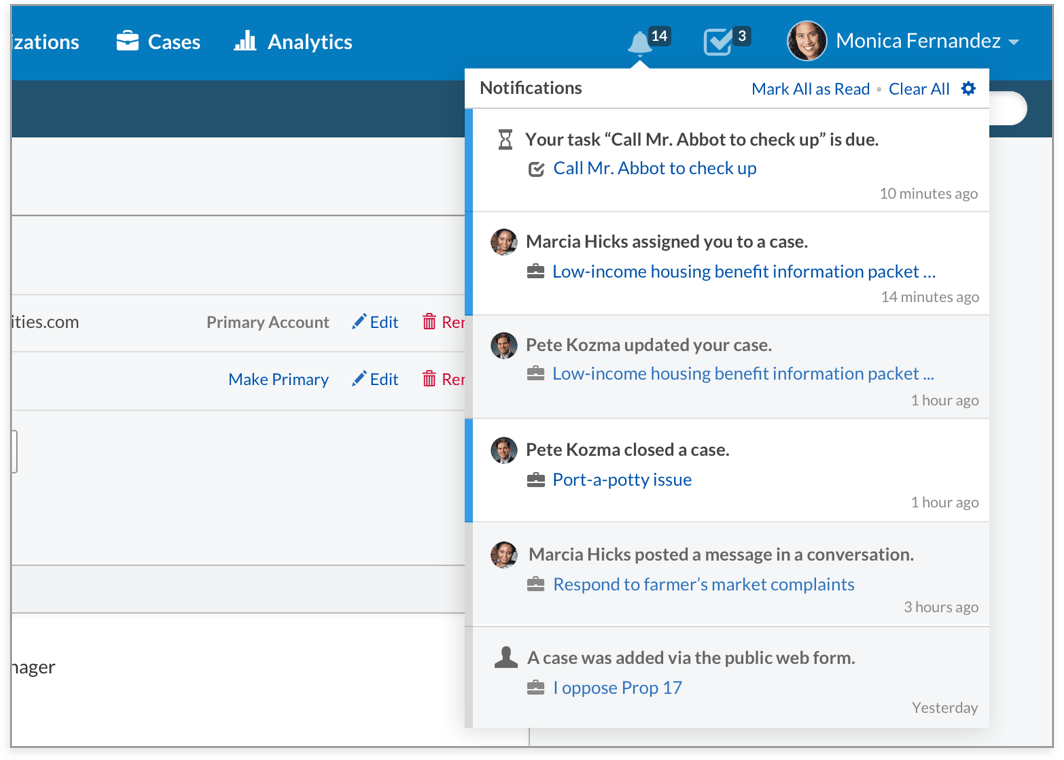 zations Cases Analytics 14 3 Monica Fernandez
Notifications Mark All as Read • Clear All
Your task “Call Mr. Abbot to check up” is due.
Call Mr. Abbot to check up
10 minutes ago
Marcia Hicks assigned you to a case.
Low-income housing benefit information packet ...
14 minutes ago
ities.com Primary Account Edit Rer
Pete Kozma updated your case.
Low-income housing benefit information packet ...
1 hour ago
Make Primary Edit Rer
Pete Kozma closed a case.
Port-a-potty issue
1 hour ago
Marcia Hicks posted a message in a conversation.
Respond to farmer’s market complaints
3 hours ago
nager
A case was added via the public web form.
I oppose Prop 17
Yesterday